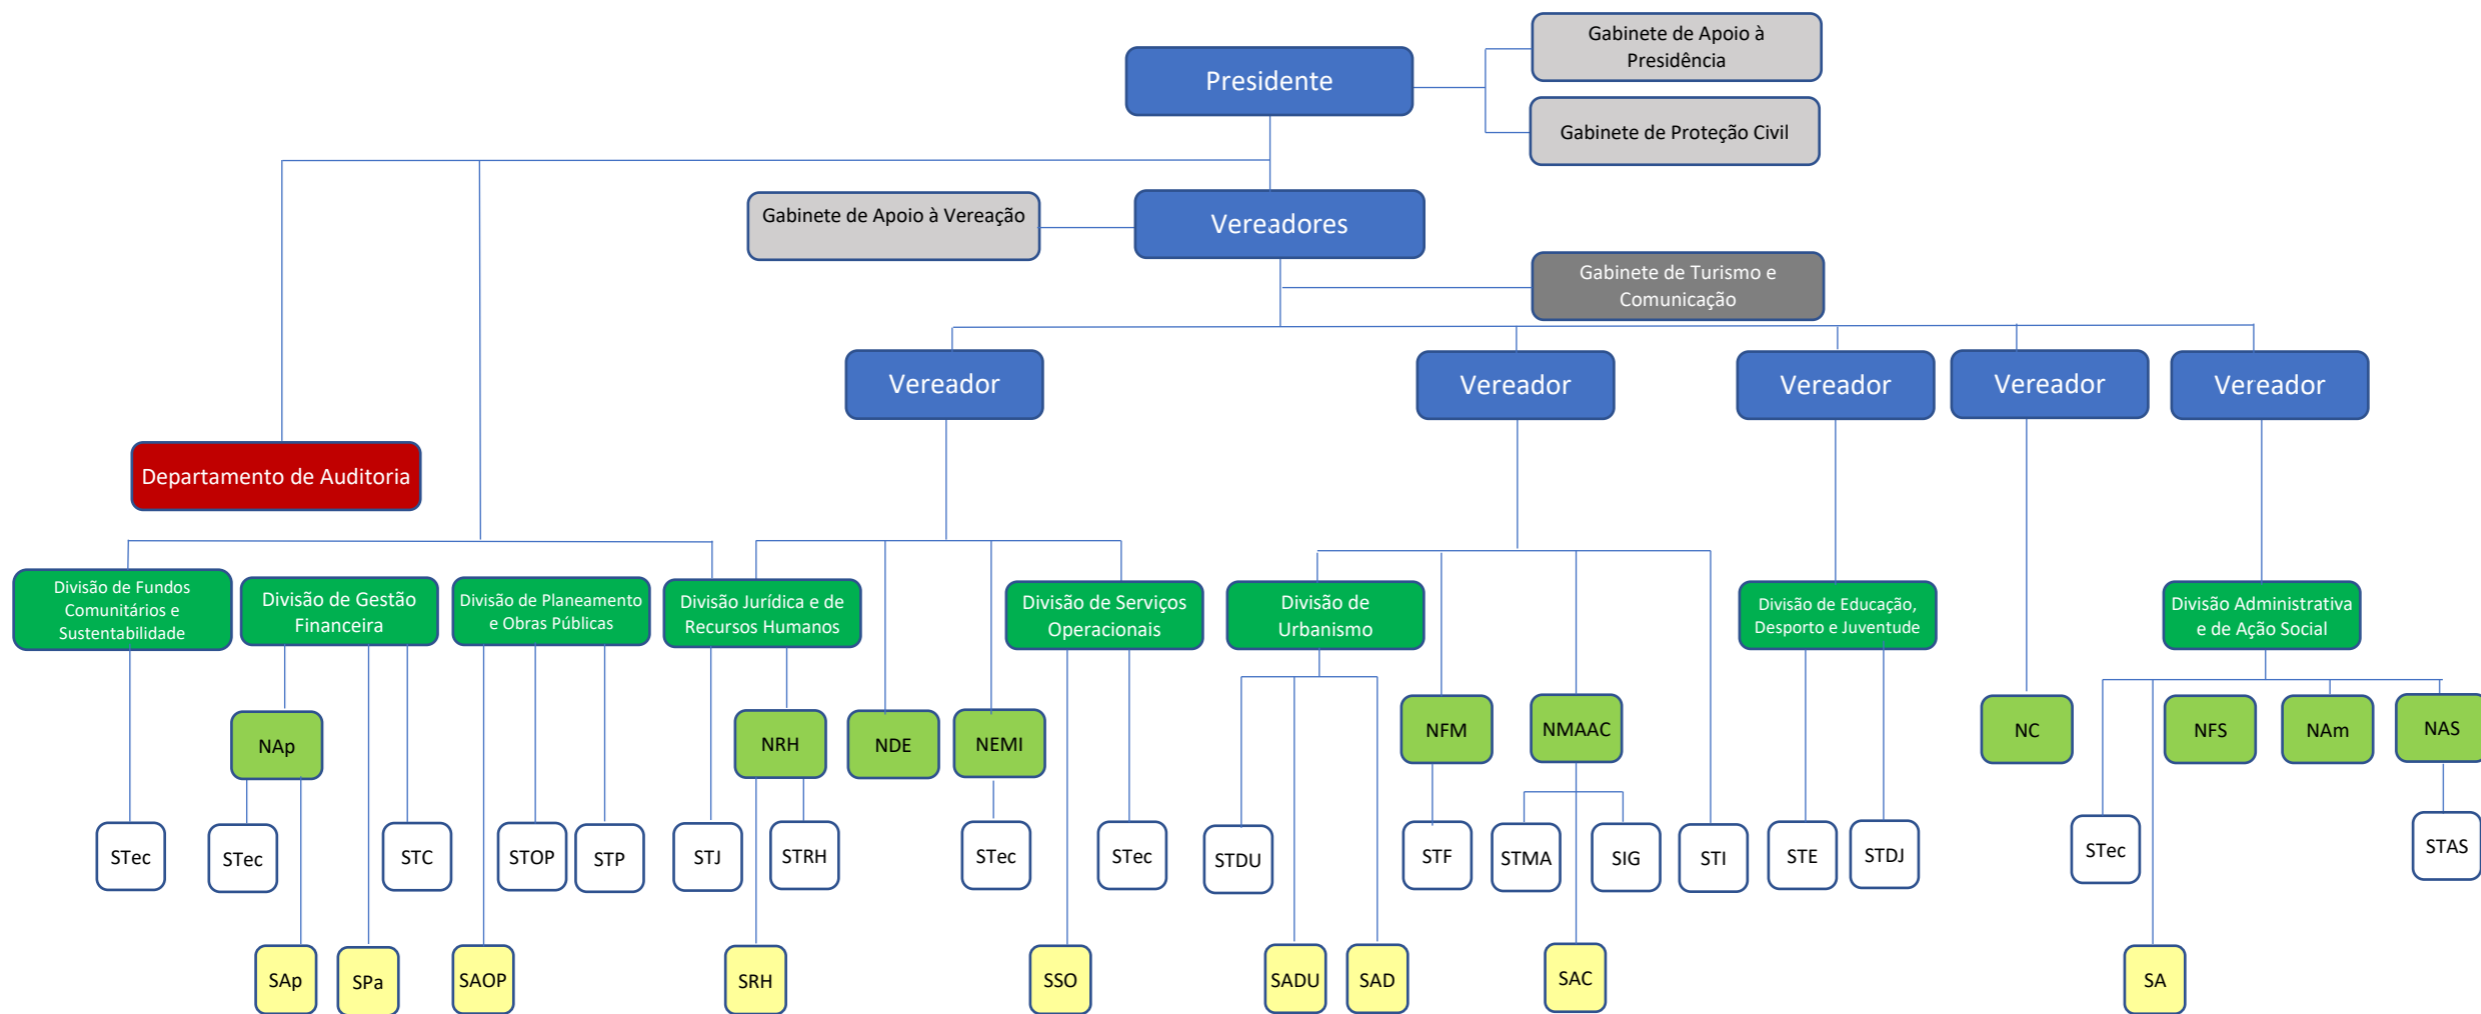 Gabinete de Apoio à
Presidência
Presidente
Gabinete de Proteção Civil
Gabinete de Apoio à Vereação
Vereadores
Gabinete de Turismo e
Comunicação
Vereador
Vereador
Vereador
Vereador
Vereador
Departamento de Auditoria
Divisão de Fundos
Comunitários e
Sustentabilidade
Divisão de Gestão
Financeira
Divisão de Planeamento
e Obras Públicas
Divisão Jurídica e de
Recursos Humanos
Divisão de Serviços
Operacionais
Divisão de
Urbanismo
Divisão de Educação,
Desporto e Juventude
Divisão Administrativa
e de Ação Social
NAp
NRH
NDE
NEMI
NFM
NMAAC
NC
NFS
NAm
NAS
STec
STec
STC
STOP
STP
STJ
STRH
STec
STec
STDU
STF
STMA
SIG
STI
STE
STDJ
STec
STAS
SAp
SPa
SAOP
SRH
SSO
SADU
SAD
SAC
SA